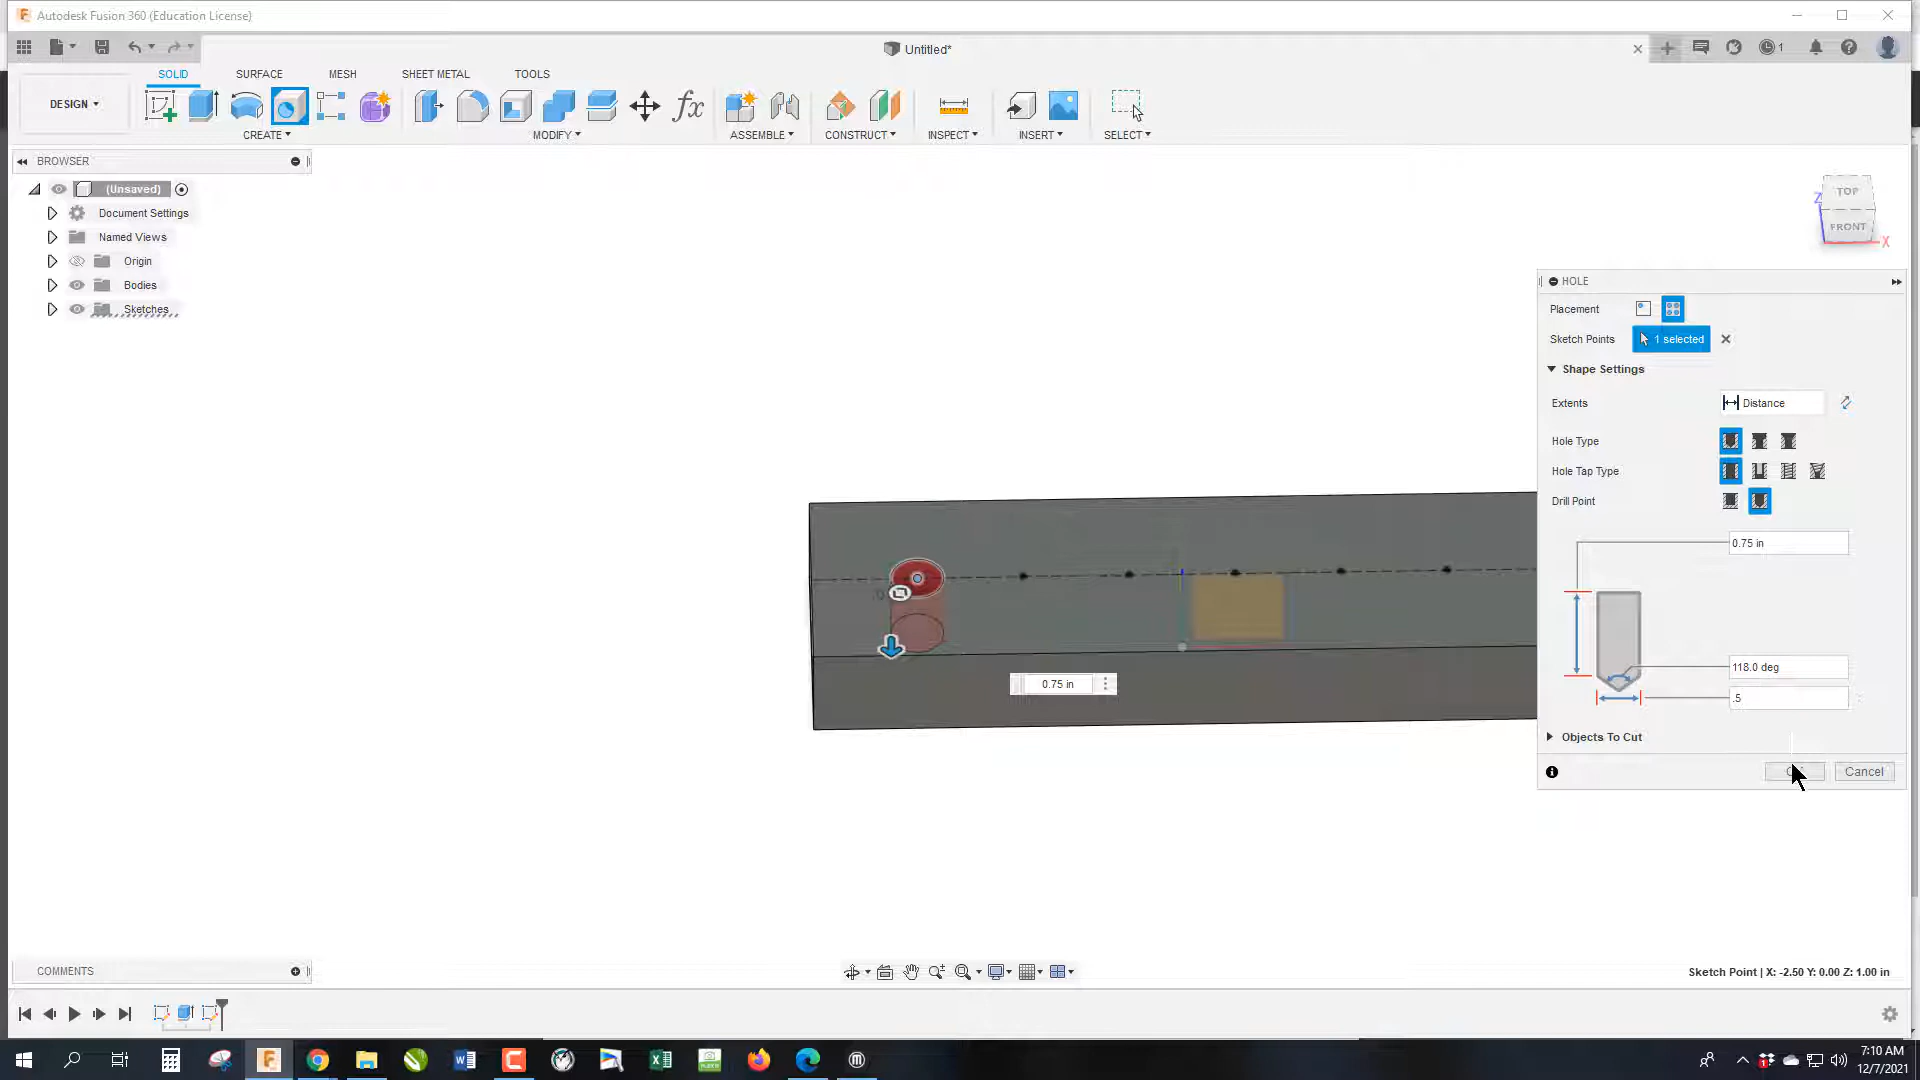 Autodesk Fusion 360 (Education License)
Untitled*
1
SOLID SURFACE MESH SHEET METAL TOOLS
DESIGN
CREATE MODIFY ASSEMBLE CONSTRUCT INSPECT INSERT SELECT
BROWSER
(Unsaved)
Document Settings
Named Views
Origin
Bodies
Sketches
TOP
FRONT
Z
X
HOLE
Placement
Sketch Points 1 selected
Shape Settings
Extents Distance
Hole Type
Hole Tap Type
Drill Point
0.75 in
118.0 deg
.5
Objects To Cut
Cancel
0.75 in
COMMENTS
Sketch Point | X: -2.50 Y: 0.00 Z: 1.00 in
7:10 AM
12/7/2021